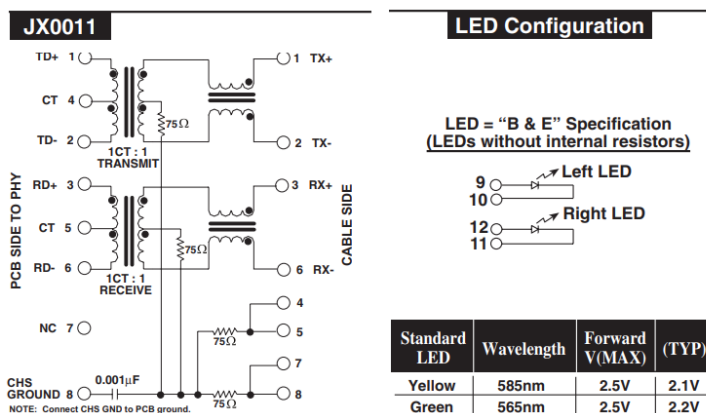 JX0011
TD+ 1
1 TX+
CT 4
75Ω
TD- 2
2 TX-
1CT : 1
TRANSMIT
RD+ 3
3 RX+
CT 5
75Ω
RD- 6
6 RX-
1CT : 1
RECEIVE
PCB SIDE TO PHY
CABLE SIDE
4
NC 7
5
75Ω
7
CHS
GROUND 8
0.001µF
8
75Ω
NOTE: Connect CHS GND to PCB ground.
LED Configuration
LED = “B & E” Specification
(LEDs without internal resistors)
Left LED
9
10
Right LED
12
11
Standard LED Wavelength Forward V(MAX) (TYP)
Yellow 585nm 2.5V 2.1V
Green 565nm 2.5V 2.2V